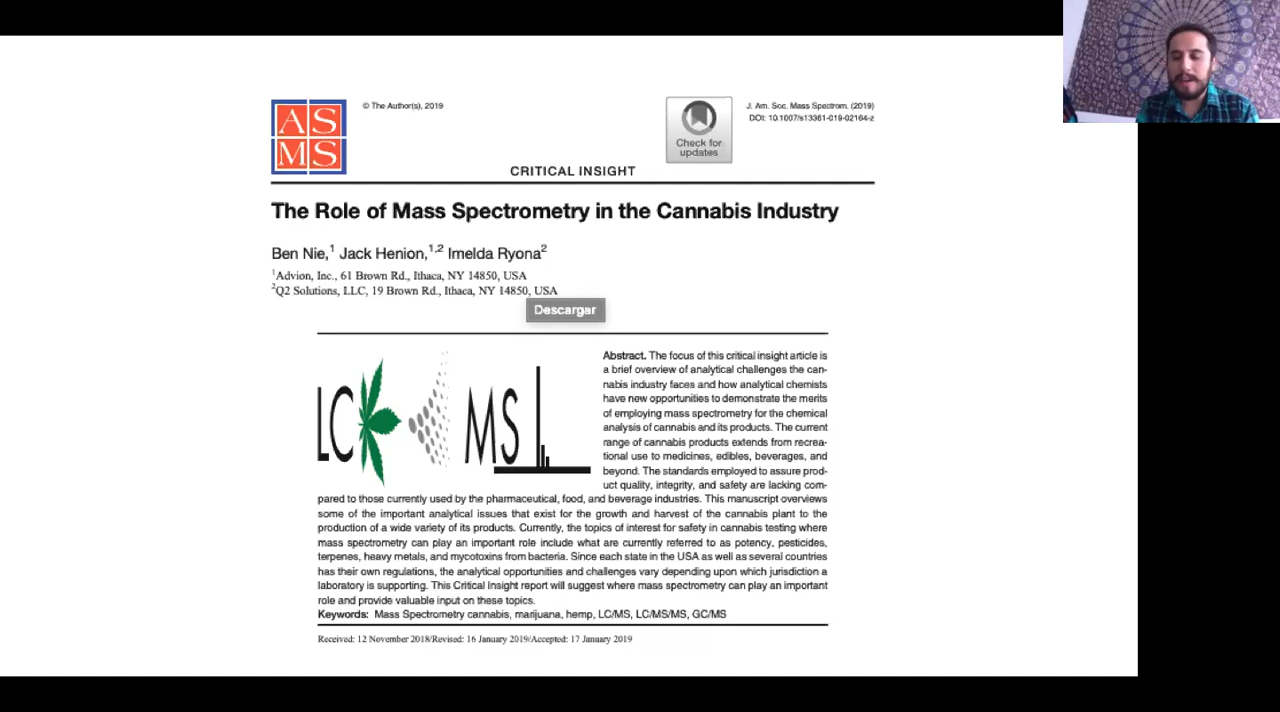 AS
MS
© The Author(s), 2019
Check for
updates
J. Am. Soc. Mass Spectrom. (2019)
DOI: 10.1007/s13361-019-02164-z
CRITICAL INSIGHT
The Role of Mass Spectrometry in the Cannabis Industry
Ben Nie,1 Jack Henion,1,2 Imelda Ryona2
1Advion, Inc., 61 Brown Rd., Ithaca, NY 14850, USA
2Q2 Solutions, LLC, 19 Brown Rd., Ithaca, NY 14850, USA
Descargar
LC MS
Abstract. The focus of this critical insight article is
a brief overview of analytical challenges the can-
nabis industry faces and how analytical chemists
have new opportunities to demonstrate the merits
of employing mass spectrometry for the chemical
analysis of cannabis and its products. The current
range of cannabis products extends from recrea-
tional use to medicines, edibles, beverages, and
beyond. The standards employed to assure prod-
uct quality, integrity, and safety are lacking com-
pared to those currently used by the pharmaceutical, food, and beverage industries. This manuscript overviews
some of the important analytical issues that exist for the growth and harvest of the cannabis plant to the
production of a wide variety of its products. Currently, the topics of interest for safety in cannabis testing where
mass spectrometry can play an important role include what are currently referred to as potency, pesticides,
terpenes, heavy metals, and mycotoxins from bacteria. Since each state in the USA as well as several countries
has their own regulations, the analytical opportunities and challenges vary depending upon which jurisdiction a
laboratory is supporting. This Critical Insight report will suggest where mass spectrometry can play an important
role and provide valuable input on these topics.
Keywords: Mass Spectrometry cannabis, marijuana, hemp, LC/MS, LC/MS/MS, GC/MS
Received: 12 November 2018/Revised: 16 January 2019/Accepted: 17 January 2019